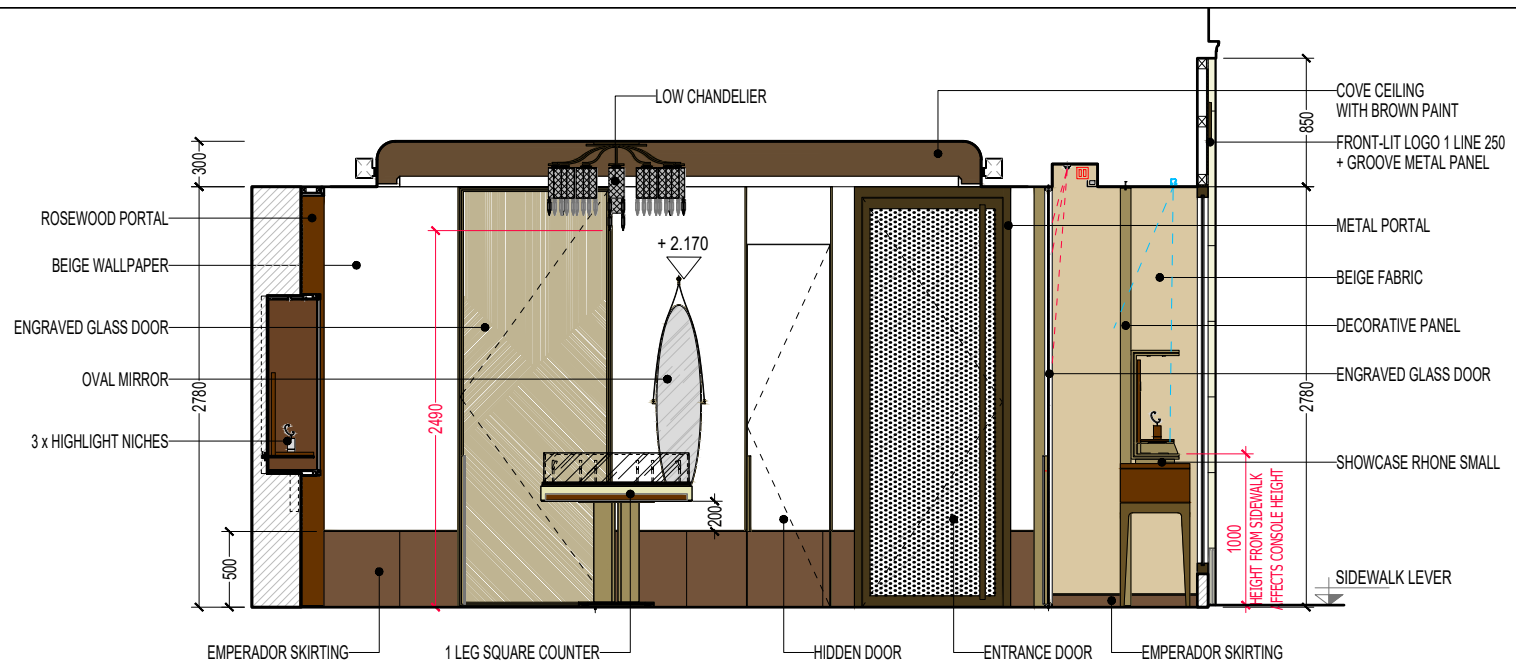 LOW CHANDELIER
COVE CEILING
WITH BROWN PAINT
850
FRONT-LIT LOGO 1 LINE 250
+ GROOVE METAL PANEL
300
ROSEWOOD PORTAL
METAL PORTAL
+ 2.170
BEIGE WALLPAPER
BEIGE FABRIC
ENGRAVED GLASS DOOR
DECORATIVE PANEL
OVAL MIRROR
ENGRAVED GLASS DOOR
2780
2490
2780
3 x HIGHLIGHT NICHES
SHOWCASE RHONE SMALL
200
500
1000
HEIGHT FROM SIDEWALK
AFFECTS CONSOLE HEIGHT
SIDEWALK LEVER
EMPERADOR SKIRTING
1 LEG SQUARE COUNTER
HIDDEN DOOR
ENTRANCE DOOR
EMPERADOR SKIRTING